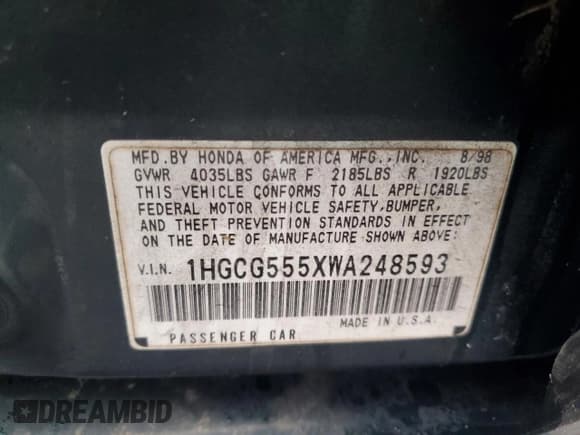 MFD.BY HONDA OF AMERICA MFG.,INC. 8/98
GVWR 4035LBS GAWR F 2185LBS R 1920LBS
THIS VEHICLE CONFORMS TO ALL APPLICABLE
FEDERAL MOTOR VEHICLE SAFETY,BUMPER,
AND THEFT PREVENTION STANDARDS IN EFFECT
ON THE DATE OF MANUFACTURE SHOWN ABOVE:
V.I.N. 1HGCG555XWA248593
PASSENGER CAR MADE IN U.S.A.
DREAMBID